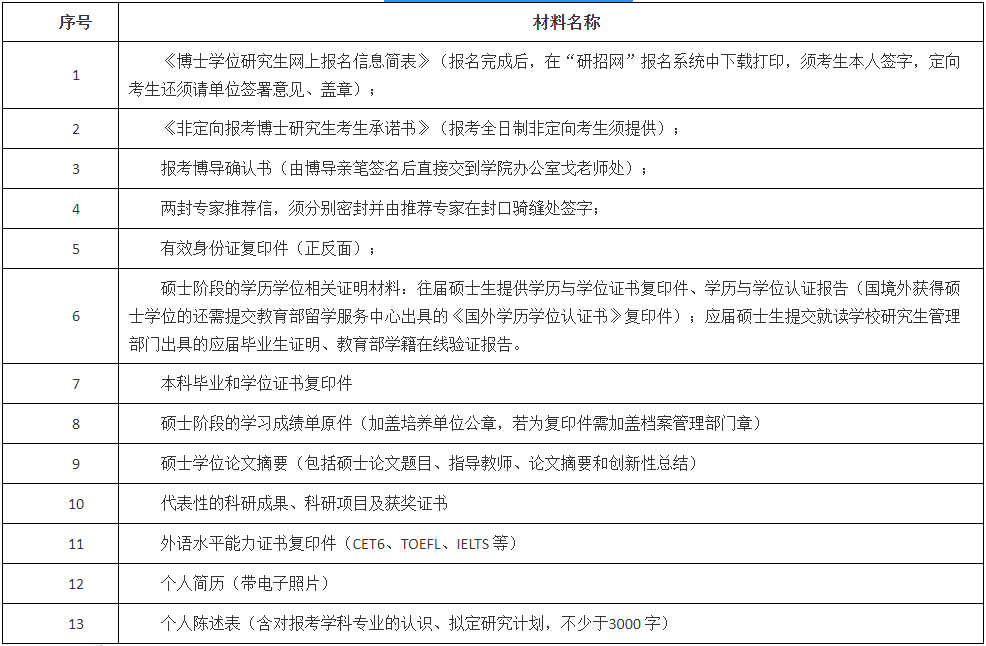 序号 材料名称
1 《博士学位研究生网上报名信息简表》（报名完成后，在“研招网”报名系统中下载打印，须考生本人签字，定向
考生还须请单位签署意见、盖章）；
2 《非定向报考博士研究生考生承诺书》（报考全日制非定向考生须提供）；
3 报考博导确认书（由博导亲笔签名后直接交到学院办公室戈老师处）；
4 两封专家推荐信，须分别密封并由推荐专家在封口骑缝处签字；
5 有效身份证复印件（正反面）；
6 硕士阶段的学历学位相关证明材料：往届硕士生提供学历与学位证书复印件、学历与学位认证报告（国境外获得硕
士学位的还需提交教育部留学服务中心出具的《国外学历学位认证书》复印件）；应届硕士生提交就读学校研究生管理
部门出具的应届毕业生证明、教育部学籍在线验证报告。
7 本科毕业和学位证书复印件
8 硕士阶段的学习成绩单原件（加盖培养单位公章，若为复印件需加盖档案管理部门章）
9 硕士学位论文摘要（包括硕士论文题目、指导教师、论文摘要和创新性总结）
10 代表性的科研成果、科研项目及获奖证书
11 外语水平能力证书复印件（CET6、TOEFL、IELTS 等）
12 个人简历（带电子照片）
13 个人陈述表（含对报考学科专业的认识、拟定研究计划，不少于3000 字）